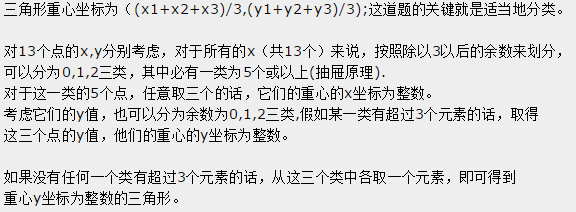 三角形重心坐标为（(x1+x2+x3)/3,(y1+y2+y3)/3);这道题的关键就是适当地分类。
对13个点的x,y分别考虑，对于所有的x（共13个）来说，按照除以3以后的余数来划分，
可以分为0,1,2三类，其中必有一类为5个或以上(抽屉原理).
对于这一类的5个点，任意取三个的话，它们的重心的x坐标为整数。
考虑它们的y值，也可以分为余数为0,1,2三类,假如某一类有超过3个元素的话，取得
这三个点的y值，他们的重心的y坐标为整数。
如果没有任何一个类有超过3个元素的话，从这三个类中各取一个元素，即可得到
重心y坐标为整数的三角形。